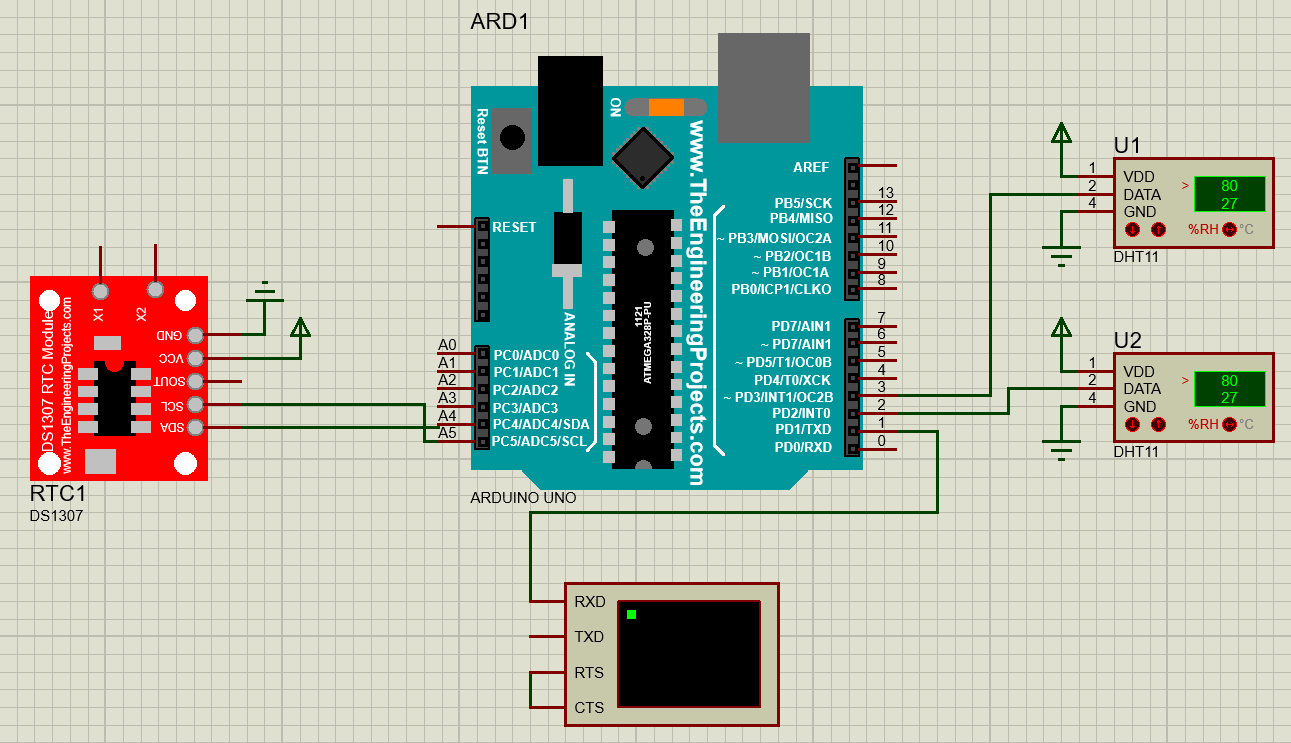 ARD1
ON
Reset BTN
www.TheEngineeringProjects.com
AREF
RESET
PB5/SCK
13
PB4/MISO
12
~ PB3/MOSI/OC2A
11
~ PB2/OC1B
10
~ PB1/OC1A
9
PB0/ICP1/CLKO
8
PD7/AIN1
7
~ PD7/AIN1
6
~ PD5/T1/OC0B
5
PD4/T0/XCK
4
~ PD3/INT1/OC2B
3
PD2/INT0
2
PD1/TXD
1
PD0/RXD
0
1121
ATMEGA328P-PU
ANALOG IN
A0
PC0/ADC0
A1
PC1/ADC1
A2
PC2/ADC2
A3
PC3/ADC3
A4
PC4/ADC4/SDA
A5
PC5/ADC5/SCL
ARDUINO UNO
DS1307 RTC Module
www.TheEngineeringProjects.com
X1
X2
GND
VCC
SOUT
SCL
SDA
RTC1
DS1307
U1
1
VDD
2
DATA
4
GND
>
80
27
%RH
°C
DHT11
U2
1
VDD
2
DATA
4
GND
>
80
27
%RH
°C
DHT11
RXD
TXD
RTS
CTS